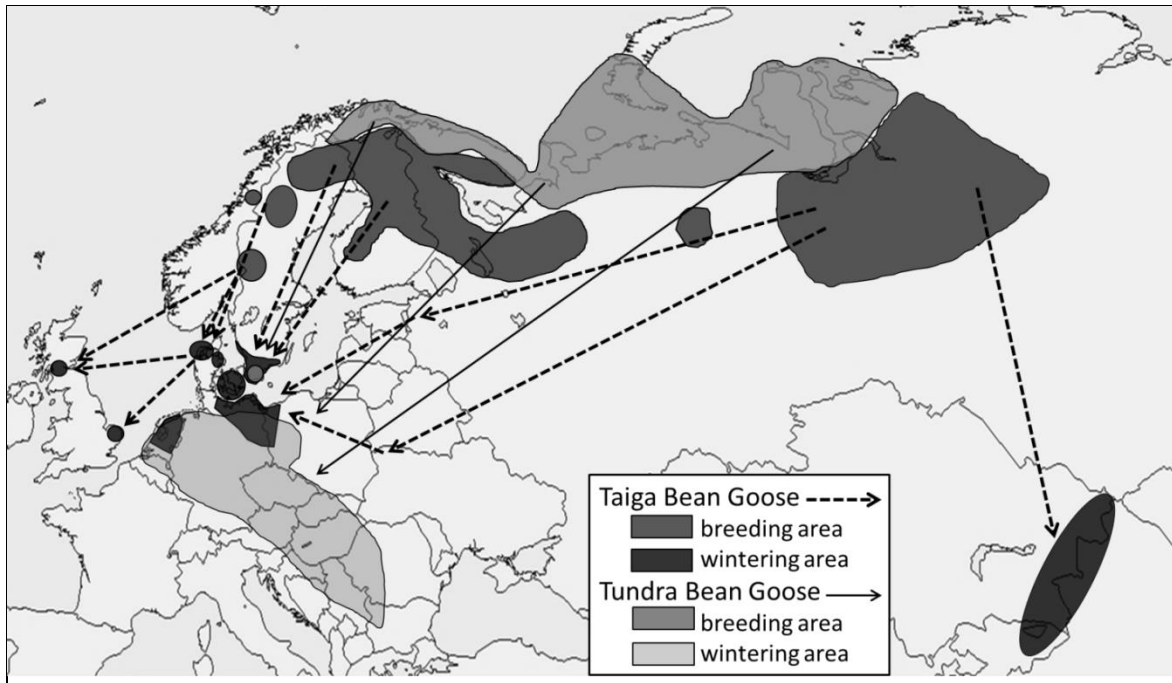 Taiga Bean Goose
breeding area
wintering area
Tundra Bean Goose
breeding area
wintering area